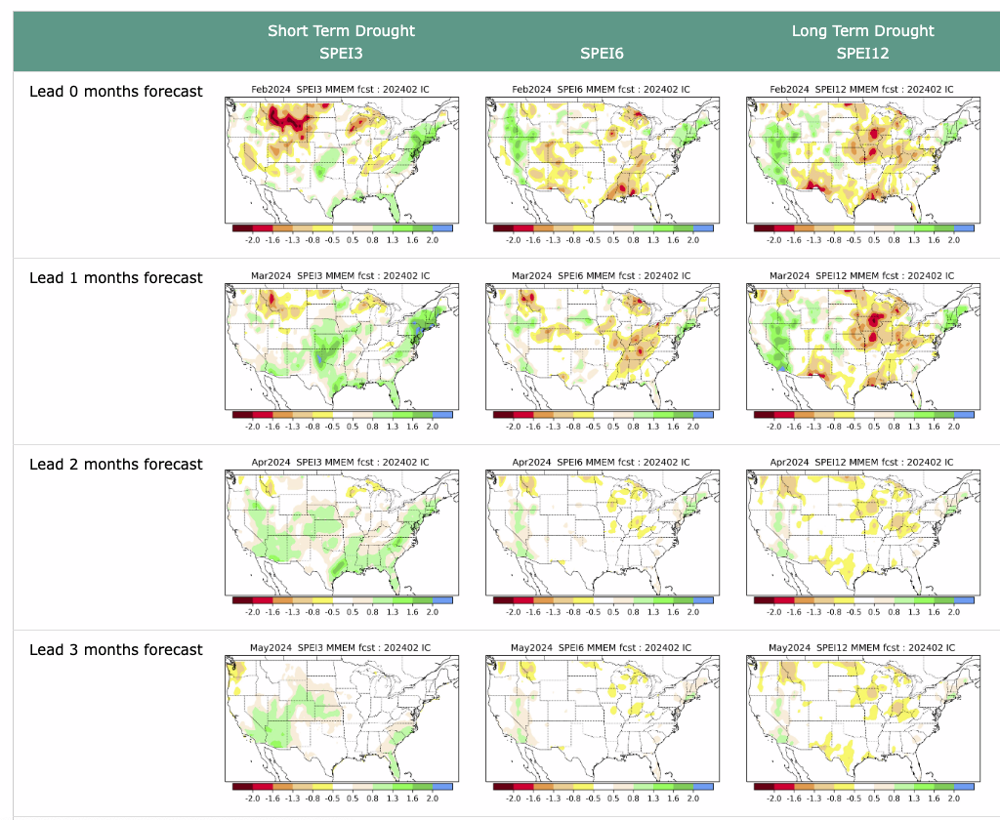 Short Term Drought
Long Term Drought
SPEI3
SPEI6
SPEI12
Lead 0 months forecast
Feb2024 SPEI3 MMEM fcst : 202402 IC
Feb2024 SPEI6 MMEM fcst : 202402 IC
Feb2024 SPEI12 MMEM fcst : 202402 IC
-2.0 -1.6 -1.3 -0.8 -0.5 0.5 0.8 1.3 1.6 2.0
-2.0 -1.6 -1.3 -0.8 -0.5 0.5 0.8 1.3 1.6 2.0
-2.0 -1.6 -1.3 -0.8 -0.5 0.5 0.8 1.3 1.6 2.0
Lead 1 months forecast
Mar2024 SPEI3 MMEM fcst : 202402 IC
Mar2024 SPEI6 MMEM fcst : 202402 IC
Mar2024 SPEI12 MMEM fcst : 202402 IC
-2.0 -1.6 -1.3 -0.8 -0.5 0.5 0.8 1.3 1.6 2.0
-2.0 -1.6 -1.3 -0.8 -0.5 0.5 0.8 1.3 1.6 2.0
-2.0 -1.6 -1.3 -0.8 -0.5 0.5 0.8 1.3 1.6 2.0
Lead 2 months forecast
Apr2024 SPEI3 MMEM fcst : 202402 IC
Apr2024 SPEI6 MMEM fcst : 202402 IC
Apr2024 SPEI12 MMEM fcst : 202402 IC
-2.0 -1.6 -1.3 -0.8 -0.5 0.5 0.8 1.3 1.6 2.0
-2.0 -1.6 -1.3 -0.8 -0.5 0.5 0.8 1.3 1.6 2.0
-2.0 -1.6 -1.3 -0.8 -0.5 0.5 0.8 1.3 1.6 2.0
Lead 3 months forecast
May2024 SPEI3 MMEM fcst : 202402 IC
May2024 SPEI6 MMEM fcst : 202402 IC
May2024 SPEI12 MMEM fcst : 202402 IC
-2.0 -1.6 -1.3 -0.8 -0.5 0.5 0.8 1.3 1.6 2.0
-2.0 -1.6 -1.3 -0.8 -0.5 0.5 0.8 1.3 1.6 2.0
-2.0 -1.6 -1.3 -0.8 -0.5 0.5 0.8 1.3 1.6 2.0